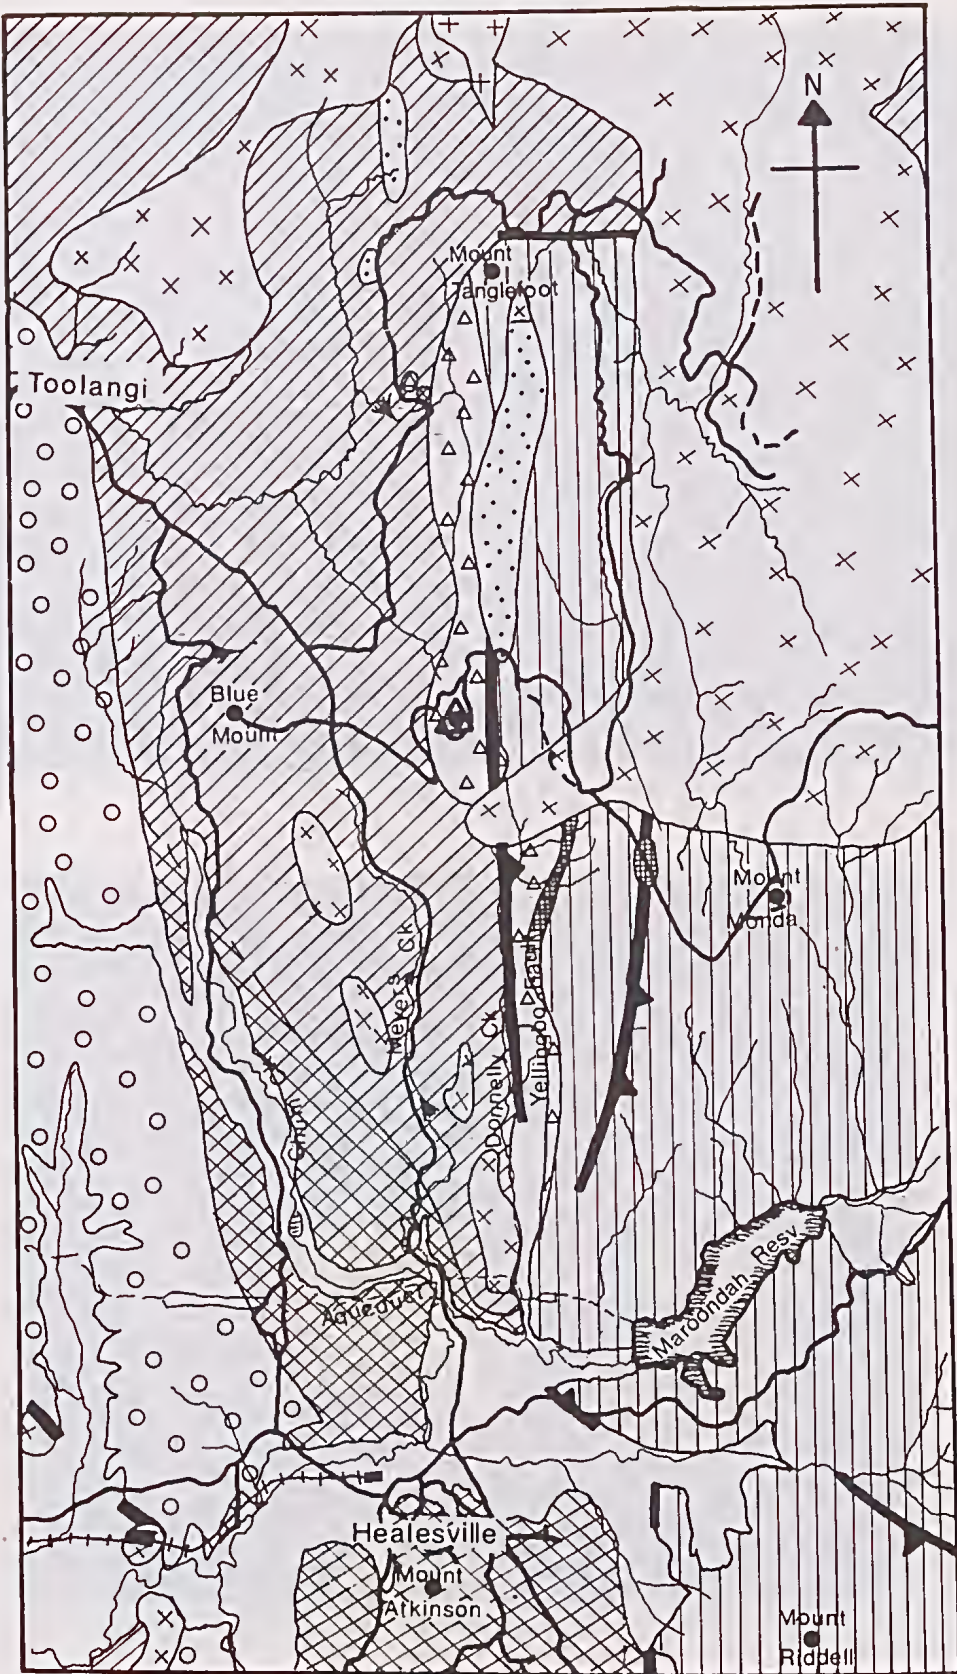 N
Mount
Tanglefoot
Toolangi
Blue
Mount
Mount
Monda
Meyers Ck
Donnelly Ck
Yellingbo Fault
Chum
Maroondah Resv.
Aqueduct
Healesville
Mount
Atkinson
Mount
Riddell